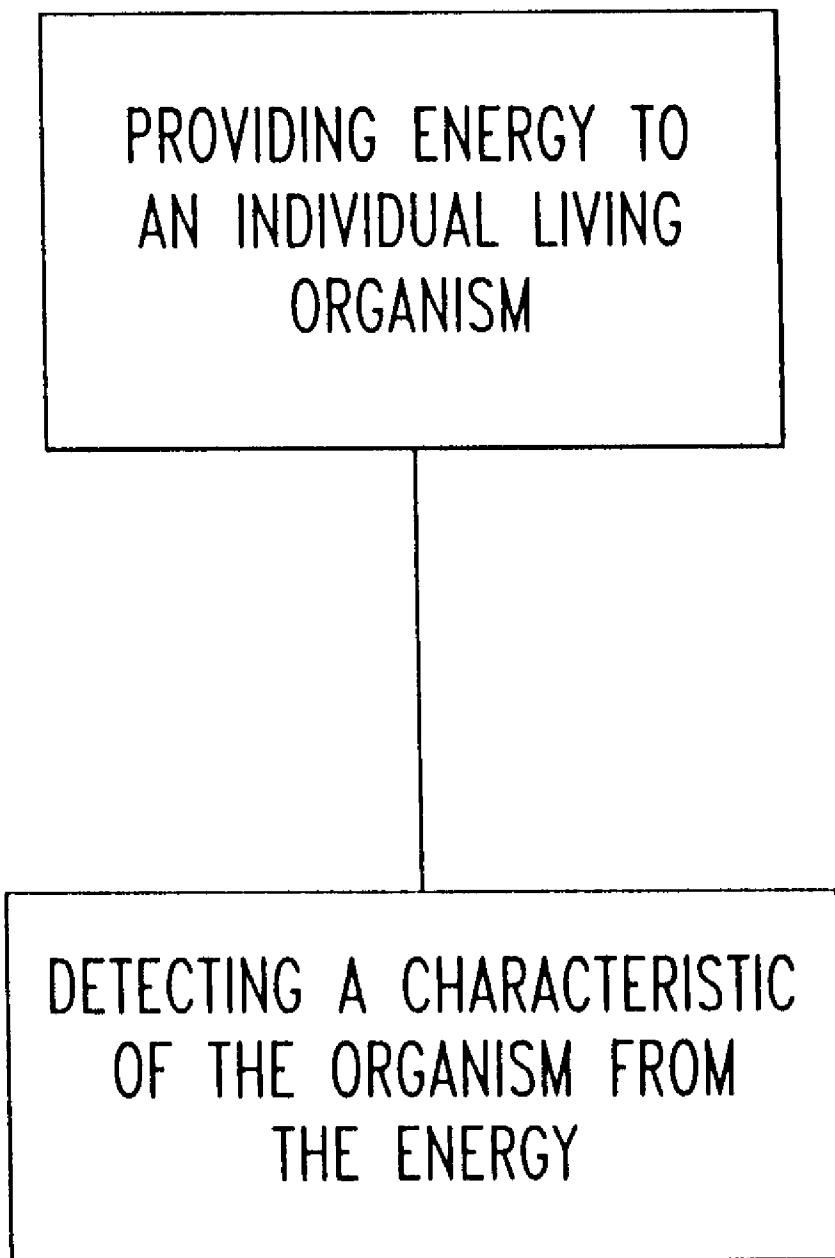 PROVIDING ENERGY TO
AN INDIVIDUAL LIVING
ORGANISM
DETECTING A CHARACTERISTIC
OF THE ORGANISM FROM
THE ENERGY